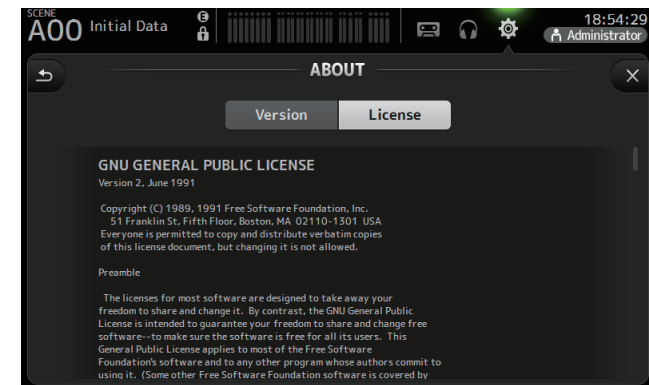 SCENE
A00 Initial Data
E
18:54:29
Administrator
ABOUT
Version
License
GNU GENERAL PUBLIC LICENSE
Version 2, June 1991
Copyright (C) 1989, 1991 Free Software Foundation, Inc.
51 Franklin St, Fifth Floor, Boston, MA 02110-1301 USA
Everyone is permitted to copy and distribute verbatim copies
of this license document, but changing it is not allowed.
Preamble
The licenses for most software are designed to take away your
freedom to share and change it. By contrast, the GNU General Public
License is intended to guarantee your freedom to share and change free
software--to make sure the software is free for all its users. This
General Public License applies to most of the Free Software
Foundation's software and to any other program whose authors commit to
using it. (Some other Free Software Foundation software is covered by